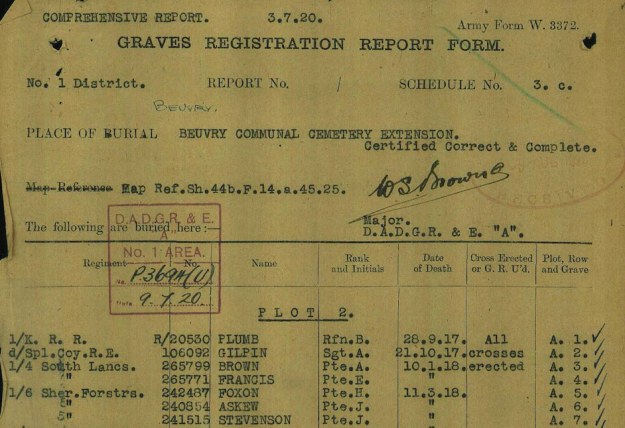 COMPREHENSIVE REPORT. 3.7.20. Army Form W. 3372.
GRAVES REGISTRATION REPORT FORM.
No. 1 District. REPORT No. / SCHEDULE No. 3. c.
BEUVRY.
PLACE OF BURIAL BEUVRY COMMUNAL CEMETERY EXTENSION.
Certified Correct & Complete.
Map Reference Map Ref.Sh.44b.F.14.a.45.25.
WS Browne
Major.
The following are buried here:- D.A.D.G.R. & E. "A".
D.A.D.G.R. & E.
A
No. 1 AREA.
No P369A(U)
Date 9.7.20.
Regiment No. Name Rank and Initials Date of Death Cross Erected or G. R. U'd. Plot, Row and Grave
PLOT 2.
1/K. R. R. R/20530 PLUMB Rfn.B. 28.9.17. All A. 1.
d/Spl.Coy.R.E. 106092 GILPIN Sgt.A. 21.10.17. crosses A. 2.
1/4 South Lancs. 265799 BROWN Pte.A. 10.1.18. erected A. 3.
" 265771 FRANCIS Pte.E. " A. 4.
1/6 Sher.Forstrs. 242487 FOXON Pte.H. 11.3.18. A. 5.
" 240854 ASKEW Pte.J. " A. 6.
" 241515 STEVENSON Pte.J. " A. 7.